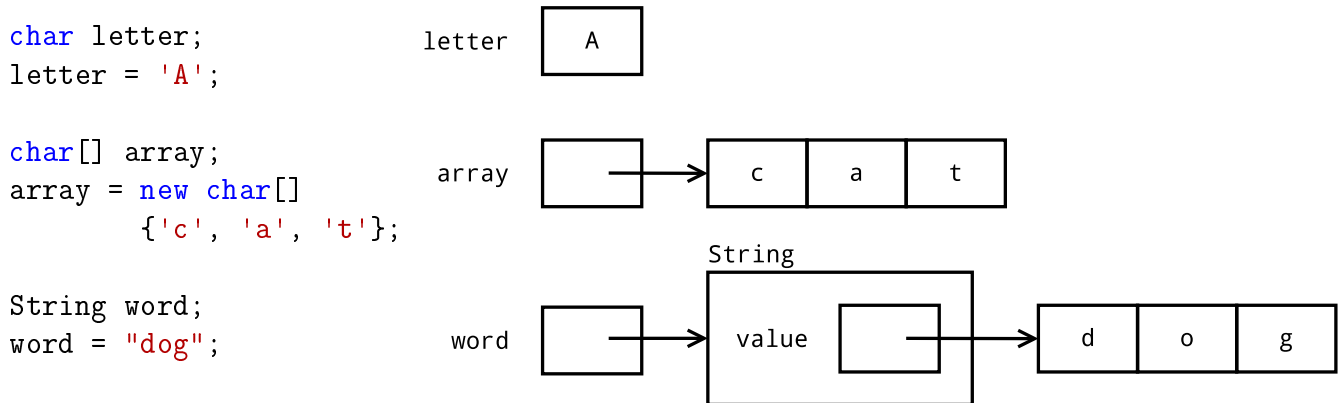 char letter;
letter = 'A';
letter A
char[] array;
array = new char[]
{'c', 'a', 't'};
array c a t
String word;
word = "dog";
String
word value d o g